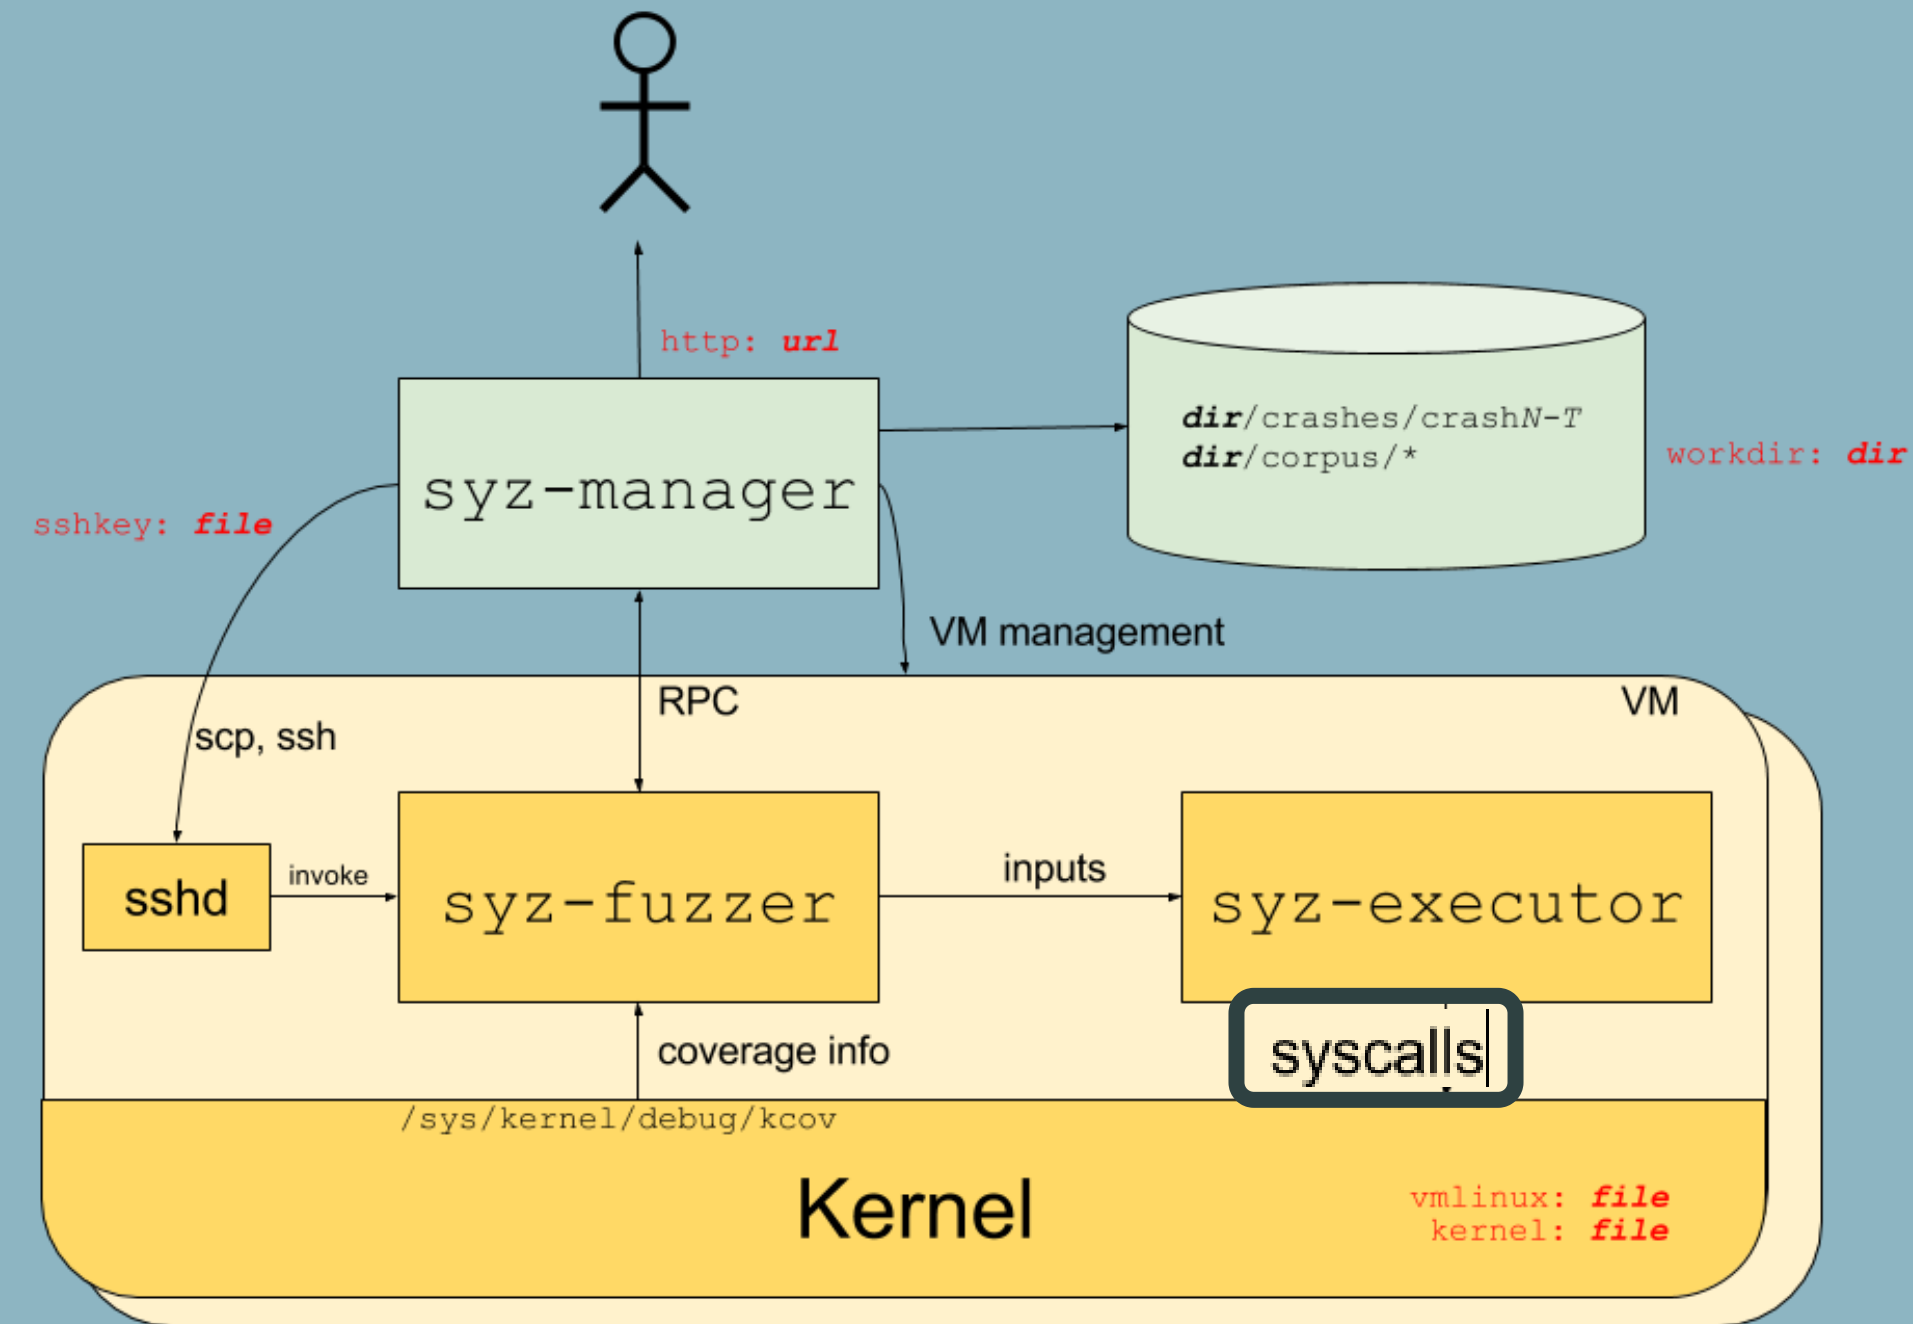 http: url
dir/crashes/crashN-T
dir/corpus/*
workdir: dir
syz-manager
sshkey: file
VM management
RPC
VM
scp, ssh
sshd
invoke
syz-fuzzer
inputs
syz-executor
coverage info
syscalls
/sys/kernel/debug/kcov
Kernel
vmlinux: file
kernel: file